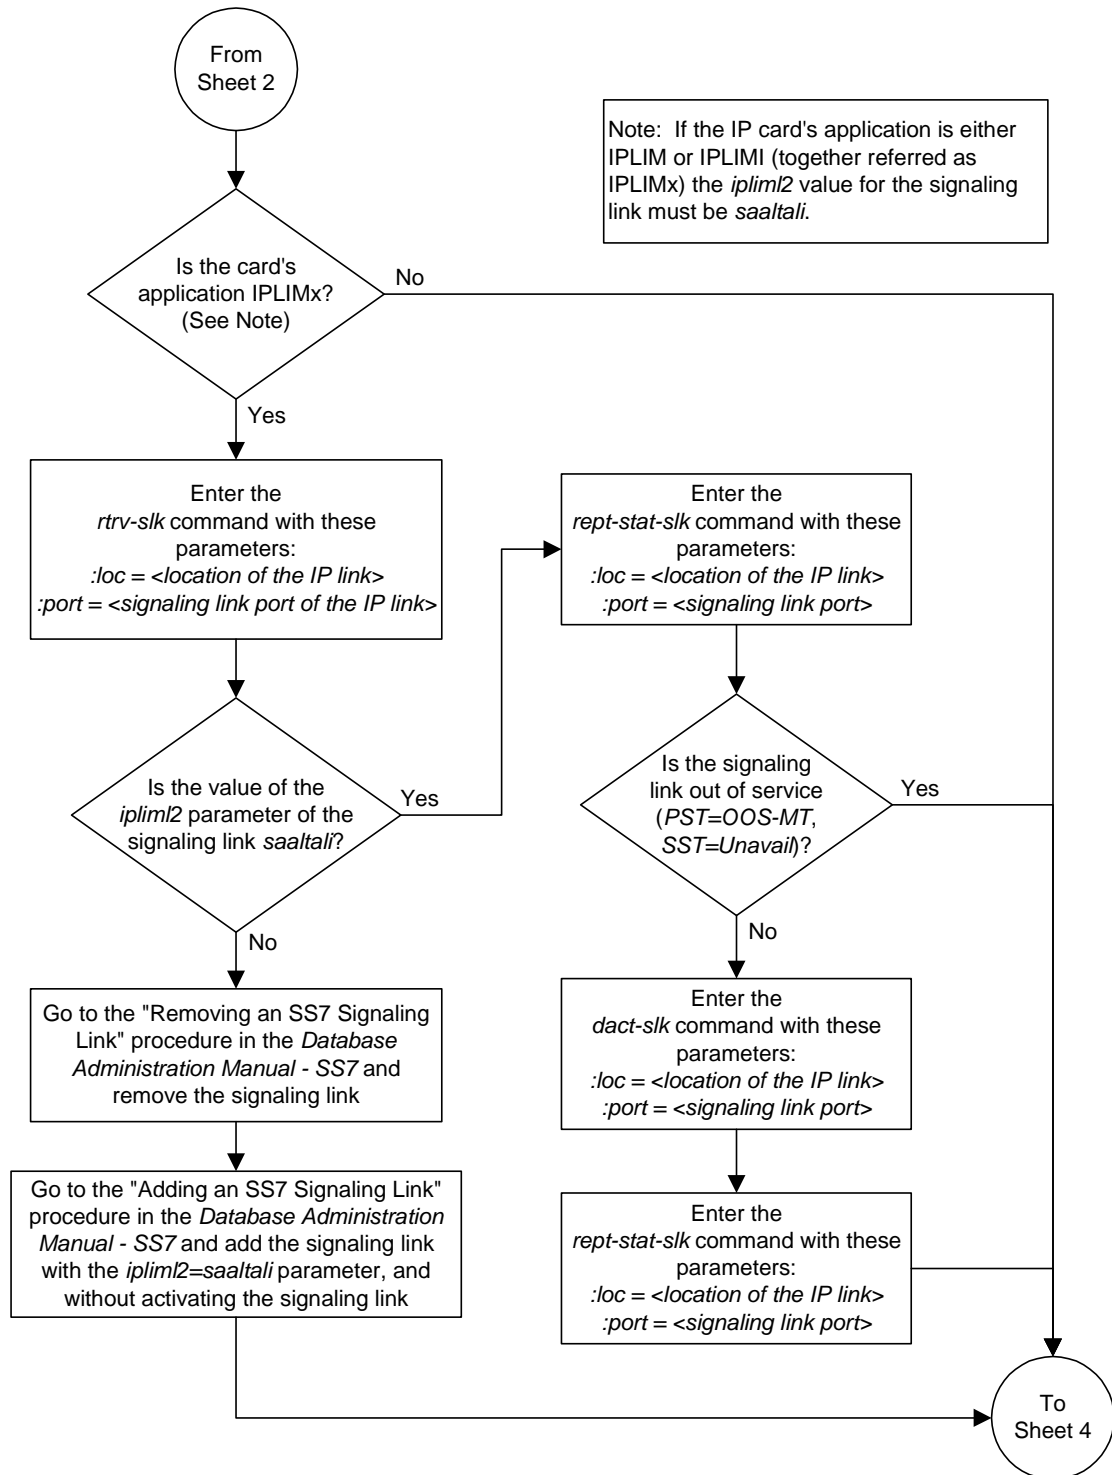 From
Sheet 2
Note:  If the IP card's application is either
IPLIM or IPLIMI (together referred as
IPLIMx) the ipliml2 value for the signaling
link must be saaltali.
Is the card's
application IPLIMx?
(See Note)
No
Yes
Enter the
rtrv-slk command with these
parameters:
:loc = <location of the IP link>
:port = <signaling link port of the IP link>
Is the value of the
ipliml2 parameter of the
signaling link saaltali?
Yes
No
Go to the "Removing an SS7 Signaling
Link" procedure in the Database
Administration Manual - SS7 and
remove the signaling link
Go to the "Adding an SS7 Signaling Link"
procedure in the Database Administration
Manual - SS7 and add the signaling link
with the ipliml2=saaltali parameter, and
without activating the signaling link
Enter the
rept-stat-slk command with these
parameters:
:loc = <location of the IP link>
:port = <signaling link port>
Is the signaling
link out of service
(PST=OOS-MT,
SST=Unavail)?
Yes
No
Enter the
dact-slk command with these
parameters:
:loc = <location of the IP link>
:port = <signaling link port>
Enter the
rept-stat-slk command with these
parameters:
:loc = <location of the IP link>
:port = <signaling link port>
To
Sheet 4